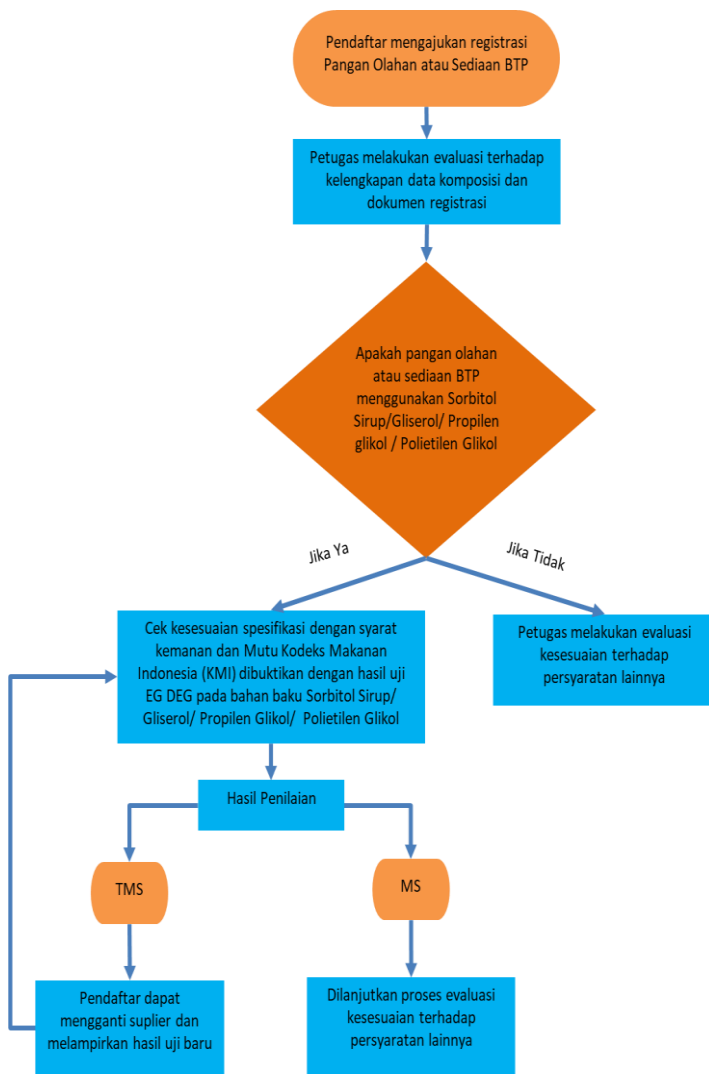 Pendaftar mengajukan registrasi
Pangan Olahan atau Sediaan BTP
Petugas melakukan evaluasi terhadap
kelengkapan data komposisi dan
dokumen registrasi
Apakah pangan olahan
atau sediaan BTP
menggunakan Sorbitol
Sirup/Gliserol/ Propilen
glikol / Polietilen Glikol
Jika Ya
Jika Tidak
Cek kesesuaian spesifikasi dengan syarat
kemanan dan Mutu Kodeks Makanan
Indonesia (KMI) dibuktikan dengan hasil uji
EG DEG pada bahan baku Sorbitol Sirup/
Gliserol/ Propilen Glikol/ Polietilen Glikol
Petugas melakukan evaluasi
kesesuaian terhadap
persyaratan lainnya
Hasil Penilaian
TMS
MS
Pendaftar dapat
mengganti suplier dan
melampirkan hasil uji baru
Dilanjutkan proses evaluasi
kesesuaian terhadap
persyaratan lainnya